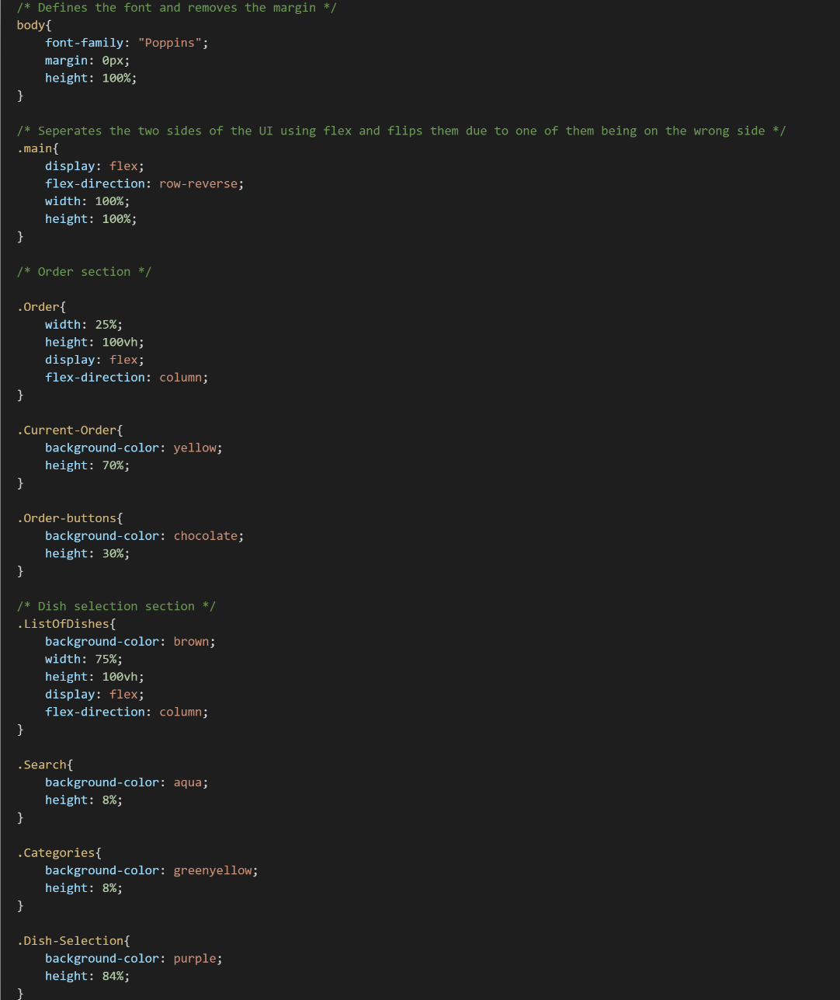 /* Defines the font and removes the margin */
body{
    font-family: "Poppins";
    margin: 0px;
    height: 100%;
}

/* Seperates the two sides of the UI using flex and flips them due to one of them being on the wrong side */
.main{
    display: flex;
    flex-direction: row-reverse;
    width: 100%;
    height: 100%;
}

/* Order section */

.Order{
    width: 25%;
    height: 100vh;
    display: flex;
    flex-direction: column;
}

.Current-Order{
    background-color: yellow;
    height: 70%;
}

.Order-buttons{
    background-color: chocolate;
    height: 30%;
}

/* Dish selection section */
.ListOfDishes{
    background-color: brown;
    width: 75%;
    height: 100vh;
    display: flex;
    flex-direction: column;
}

.Search{
    background-color: aqua;
    height: 8%;
}

.Categories{
    background-color: greenyellow;
    height: 8%;
}

.Dish-Selection{
    background-color: purple;
    height: 84%;
}